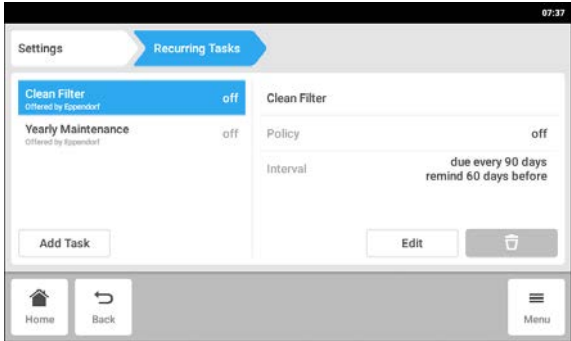 07:37
Settings
Recurring Tasks
Clean Filter
Offered by Eppendorf
off
Yearly Maintenance
Offered by Eppendorf
off
Add Task
Clean Filter
Policy
off
Interval
due every 90 days
remind 60 days before
Edit
Home
Back
Menu